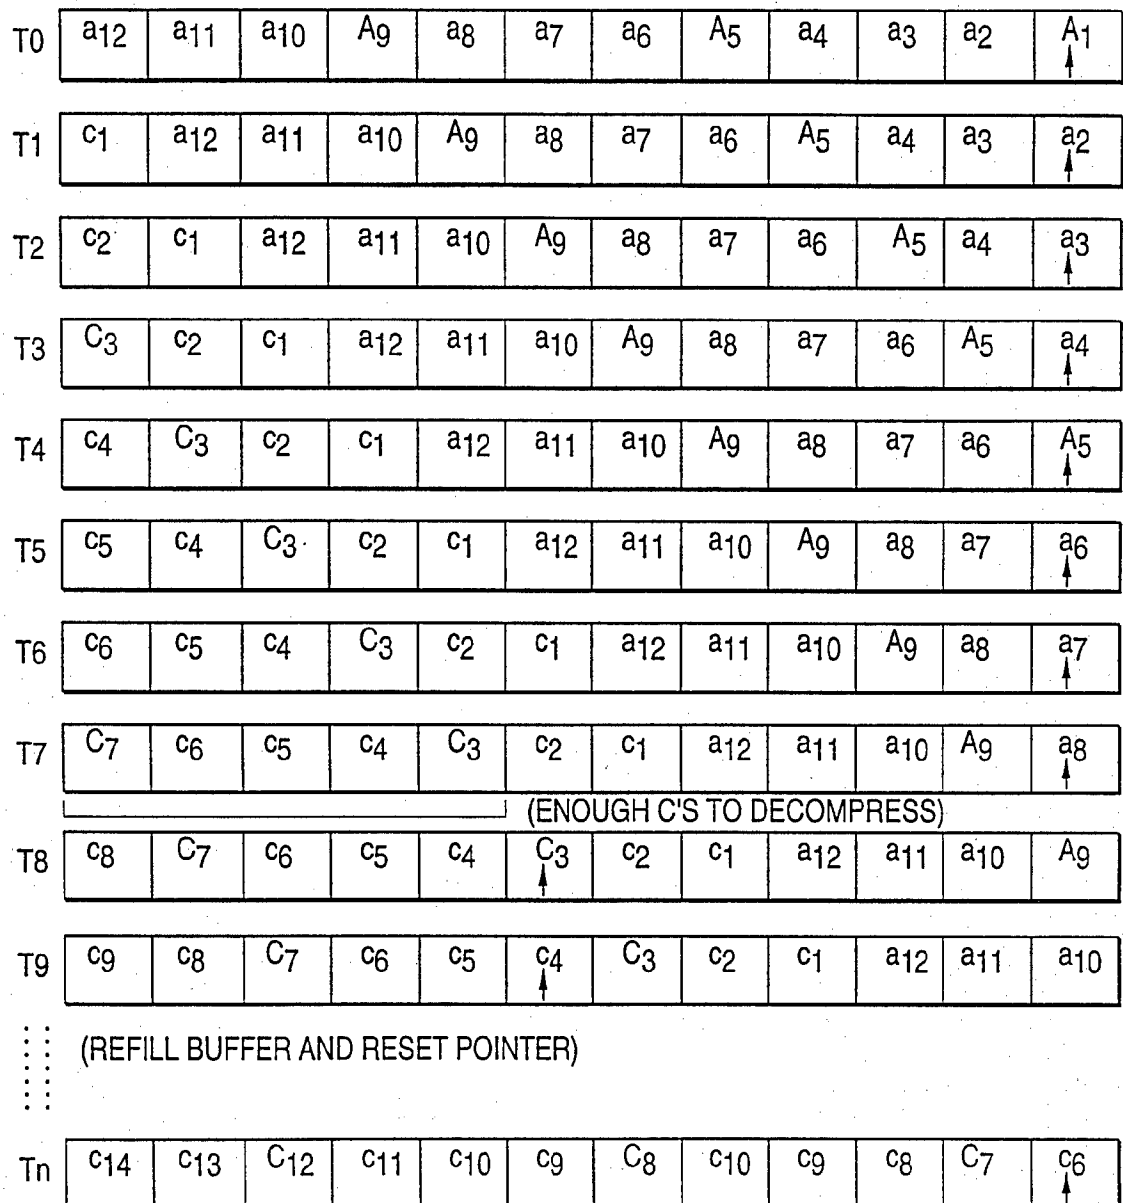 T0 a12 a11 a10 A9 a8 a7 a6 A5 a4 a3 a2 A1
T1 c1 a12 a11 a10 A9 a8 a7 a6 A5 a4 a3 a2
T2 c2 c1 a12 a11 a10 A9 a8 a7 a6 A5 a4 a3
T3 C3 c2 c1 a12 a11 a10 A9 a8 a7 a6 A5 a4
T4 c4 C3 c2 c1 a12 a11 a10 A9 a8 a7 a6 A5
T5 c5 c4 C3 c2 c1 a12 a11 a10 A9 a8 a7 a6
T6 c6 c5 c4 C3 c2 c1 a12 a11 a10 A9 a8 a7
T7 C7 c6 c5 c4 C3 c2 c1 a12 a11 a10 A9 a8
(ENOUGH C'S TO DECOMPRESS)
T8 c8 C7 c6 c5 c4 C3 c2 c1 a12 a11 a10 A9
T9 c9 c8 C7 c6 c5 c4 C3 c2 c1 a12 a11 a10
(REFILL BUFFER AND RESET POINTER)
Tn c14 c13 C12 c11 c10 c9 C8 c10 c9 c8 C7 c6